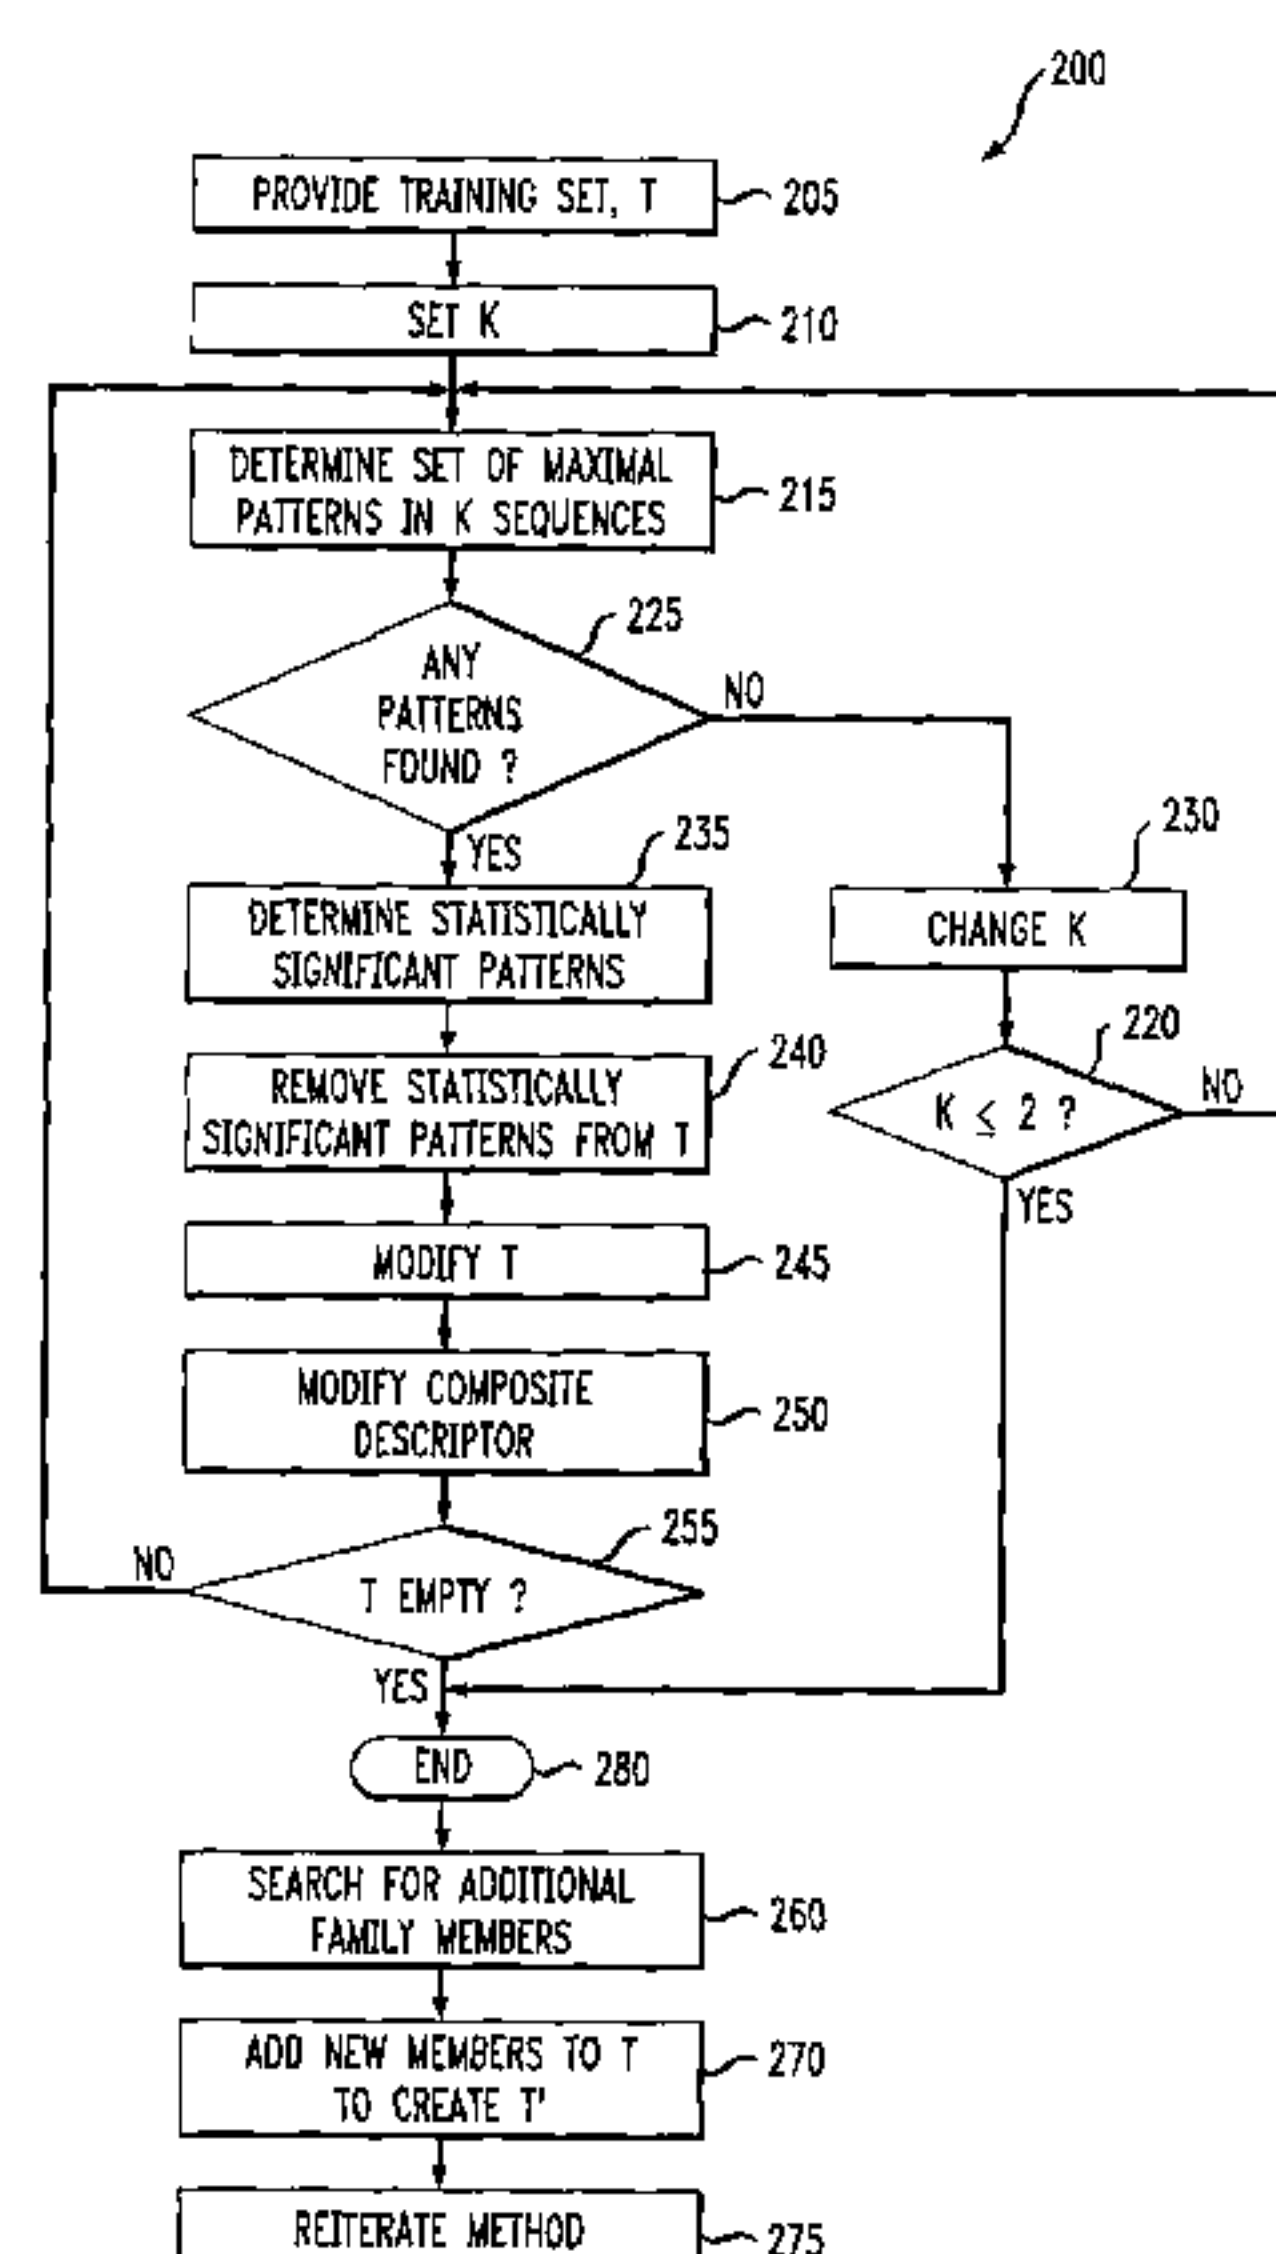 200
PROVIDE TRAINING SET, T
205
SET K
210
DETERMINE SET OF MAXIMAL
PATTERNS IN K SEQUENCES
215
225
ANY
PATTERNS
FOUND ?
NO
YES
235
230
DETERMINE STATISTICALLY
SIGNIFICANT PATTERNS
CHANGE K
220
240
REMOVE STATISTICALLY
SIGNIFICANT PATTERNS FROM T
K ≤ 2 ?
NO
YES
MODIFY T
245
MODIFY COMPOSITE
DESCRIPTOR
250
255
NO
T EMPTY ?
YES
END
280
SEARCH FOR ADDITIONAL
FAMILY MEMBERS
260
ADD NEW MEMBERS TO T
TO CREATE T'
270
REITERATE METHOD
275